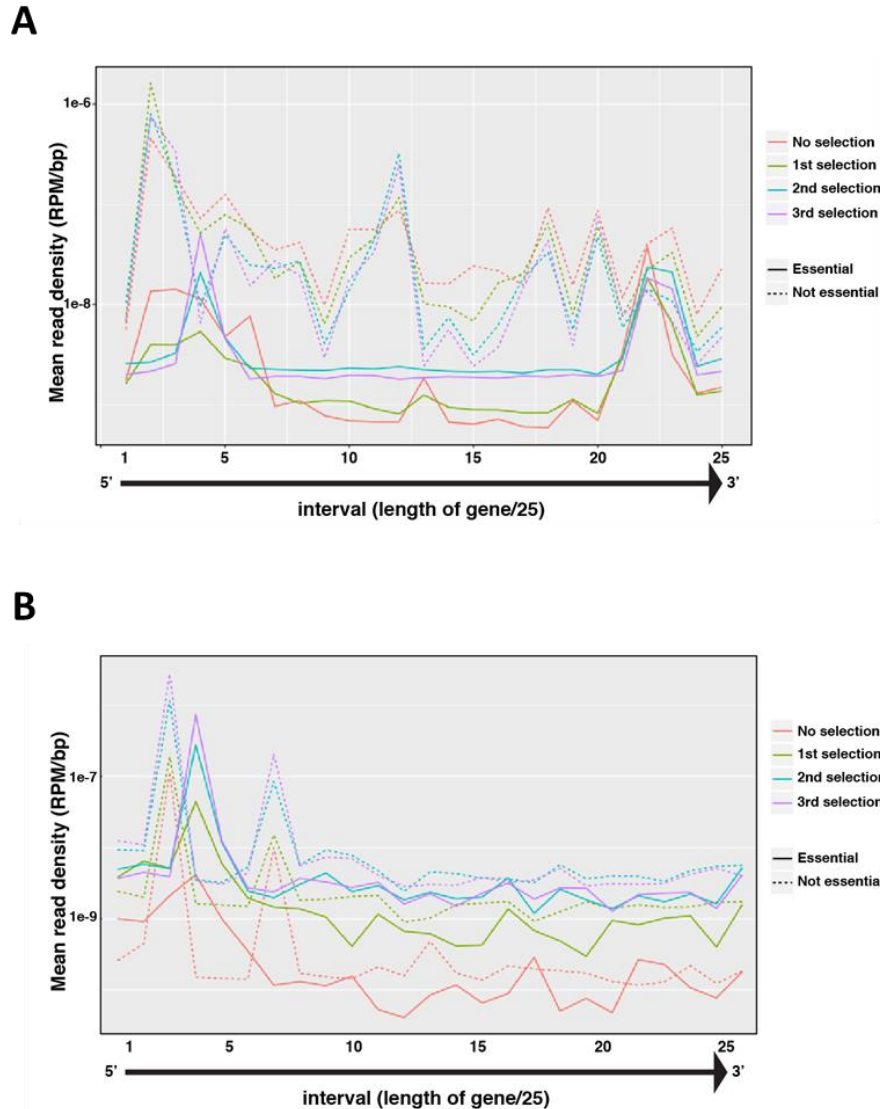 A
Mean read density (RPM/bp)
1e-6
1e-8
1 5 10 15 20 25
5' 3'
interval (length of gene/25)
No selection
1st selection
2nd selection
3rd selection
Essential
Not essential
B
Mean read density (RPM/bp)
1e-7
1e-9
1 5 10 15 20 25
5' 3'
interval (length of gene/25)
No selection
1st selection
2nd selection
3rd selection
Essential
Not essential